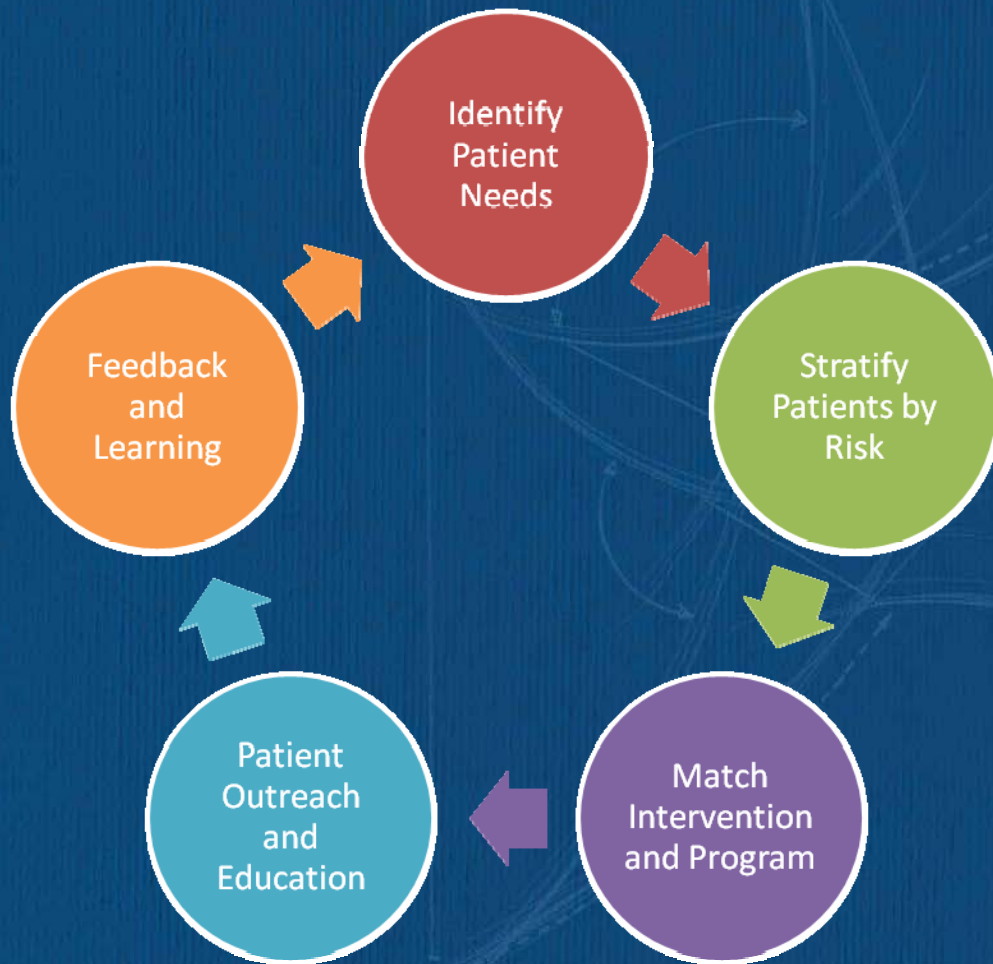 Identify
Patient
Needs
Stratify
Patients by
Risk
Match
Intervention
and Program
Patient
Outreach
and
Education
Feedback
and
Learning